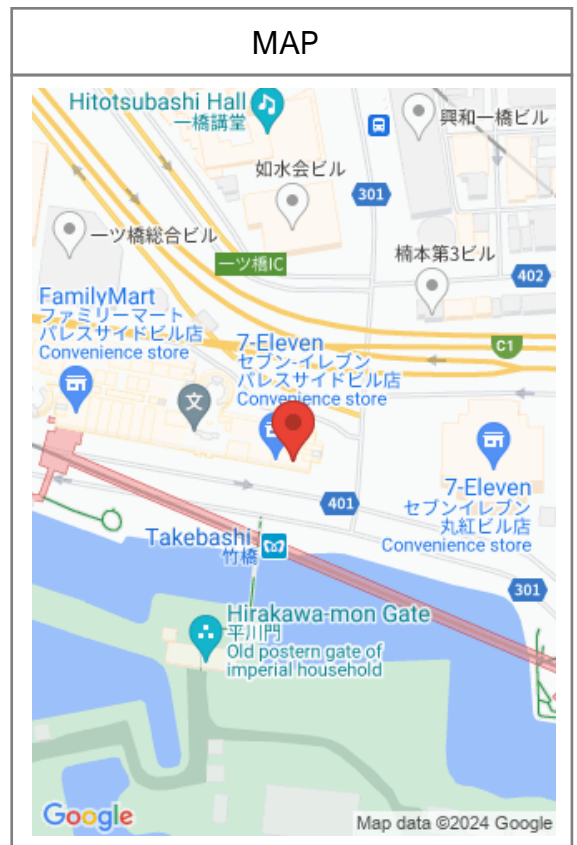 MAP
Hitotsubashi Hall
一橋講堂
興和一橋ビル
如水会ビル
301
一ツ橋総合ビル
一ツ橋IC
楠本第3ビル
402
FamilyMart
ファミリーマート
パレスサイドビル店
Convenience store
7-Eleven
セブン-イレブン
パレスサイドビル店
Convenience store
C1
文
7-Eleven
セブンイレブン
丸紅ビル店
Convenience store
401
Takebashi
竹橋
301
Hirakawa-mon Gate
平川門
Old postern gate of
imperial household
Google
Map data ©2024 Google